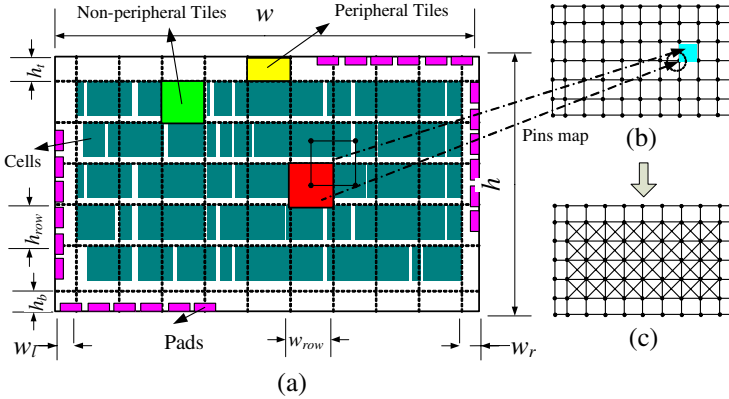 Non-peripheral Tiles
w
Peripheral Tiles
h_t
Cells
Pins map
(b)
h
h_row
h_b
w_l
Pads
w_row
w_r
(a)
(c)